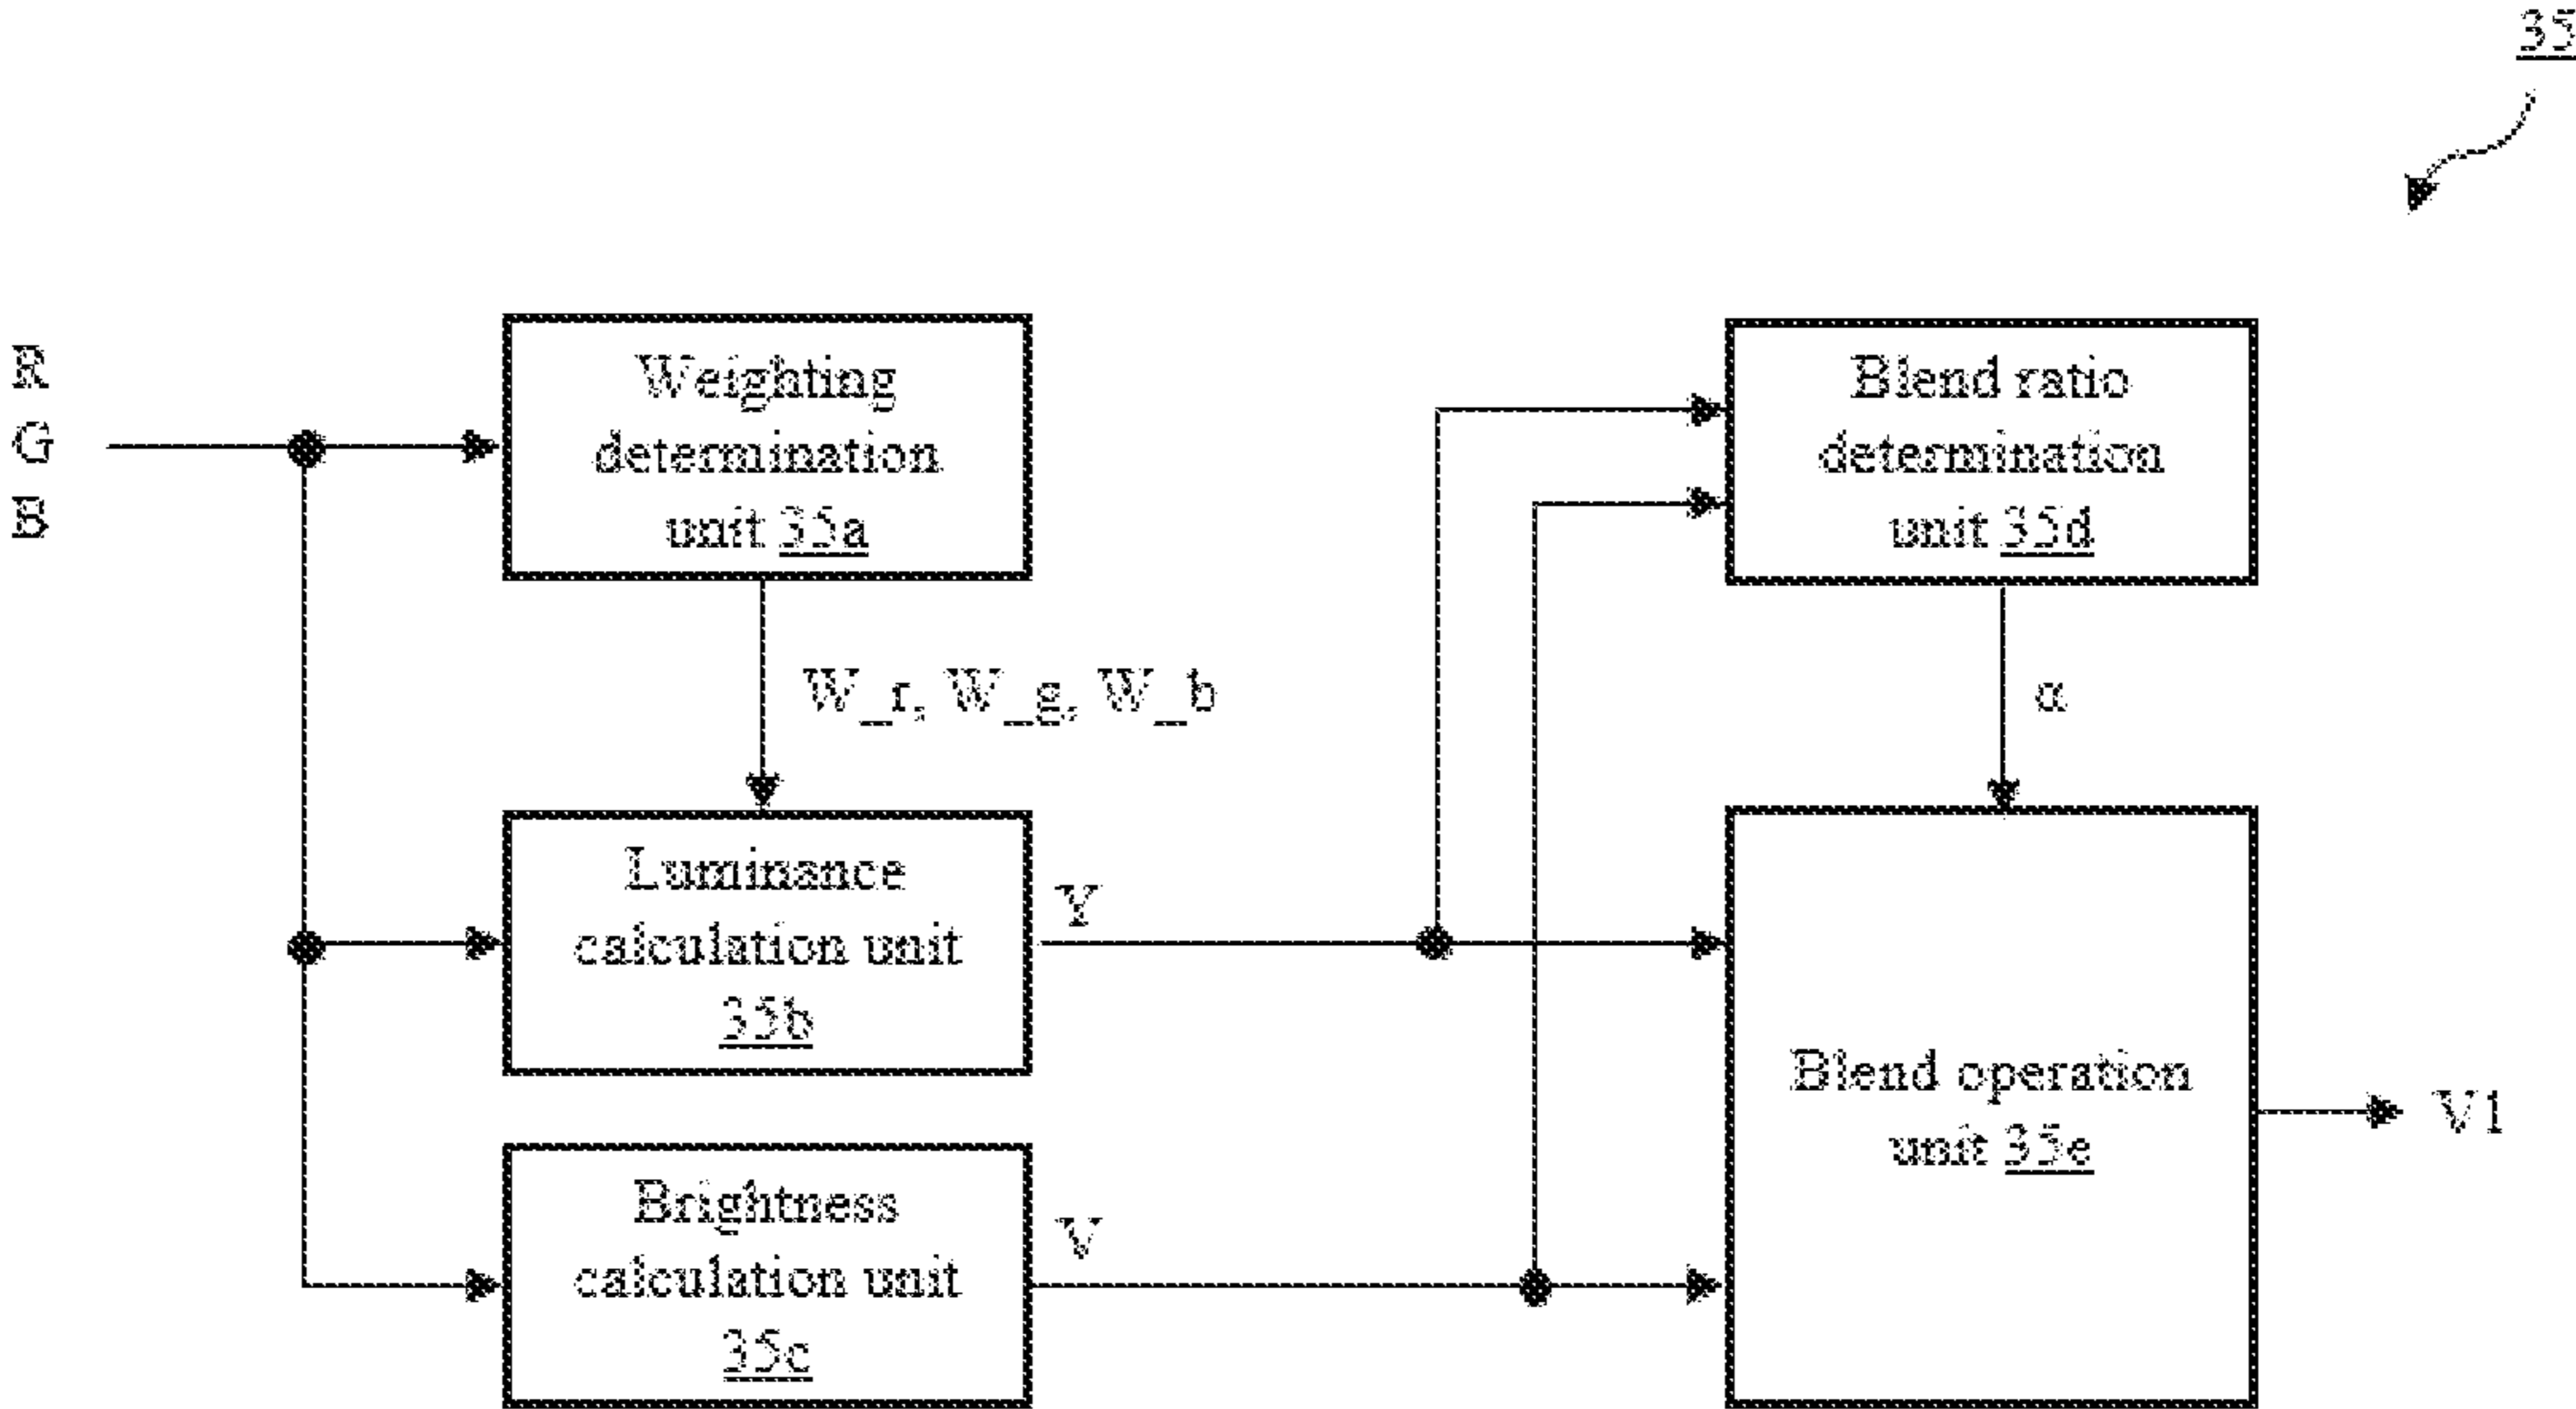 35
R
G
B
Weighting
determination
unit 35a
Blend ratio
determination
unit 35d
W_r, W_g, W_b
α
Luminance
calculation unit
35b
Y
Brightness
calculation unit
35c
V
Blend operation
unit 35e
V1